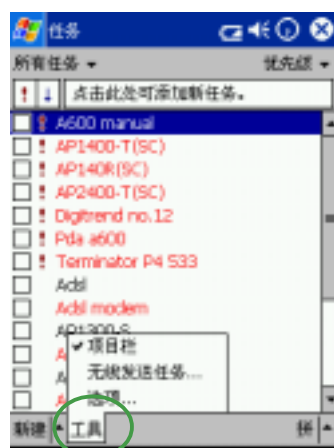 任务
所有任务 优先级
! ↓ 点击此处可添加新任务。
! A600 manual
! AP1400-T(SC)
! AP140R(SC)
! AP2400-T(SC)
! Digitrend no.12
! Pda a600
! Terminator P4 533
Adsl
Adsl modem
AP1300-S
A
✓项目栏
A
无线发送任务...
A
选项...
新建 工具 拼